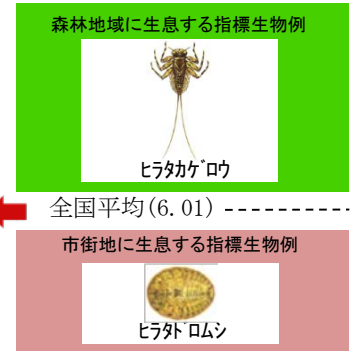 森林地域に生息する指標生物例
ﾋﾗﾀｶｹﾞﾛｳ
全国平均(6.01)
市街地に生息する指標生物例
ﾋﾗﾀﾄﾞﾛﾑｼ